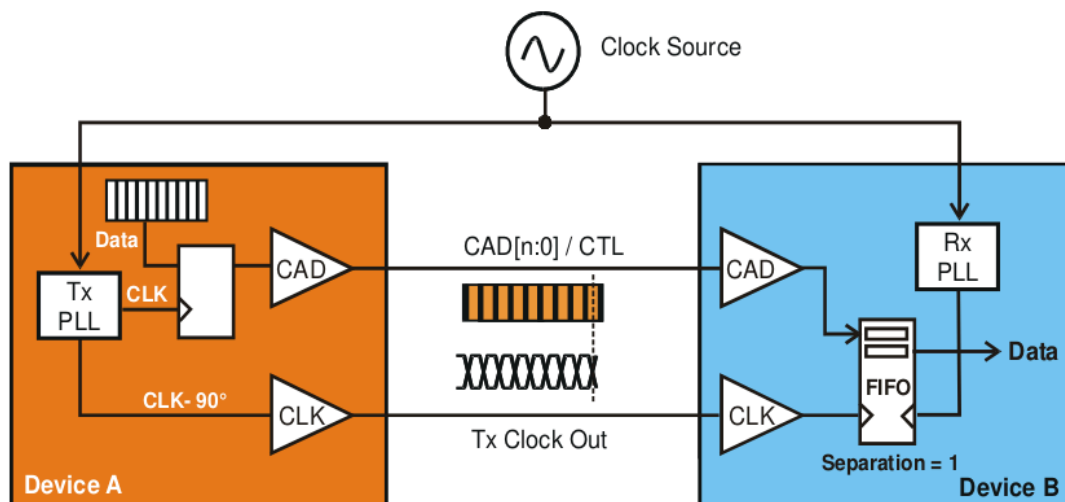 Clock Source
Data
CLK
Tx
PLL
CAD
CLK- 90°
CLK
Device A
CAD[n:0] / CTL
Tx Clock Out
CAD
CLK
Rx
PLL
FIFO
Data
Separation = 1
Device B